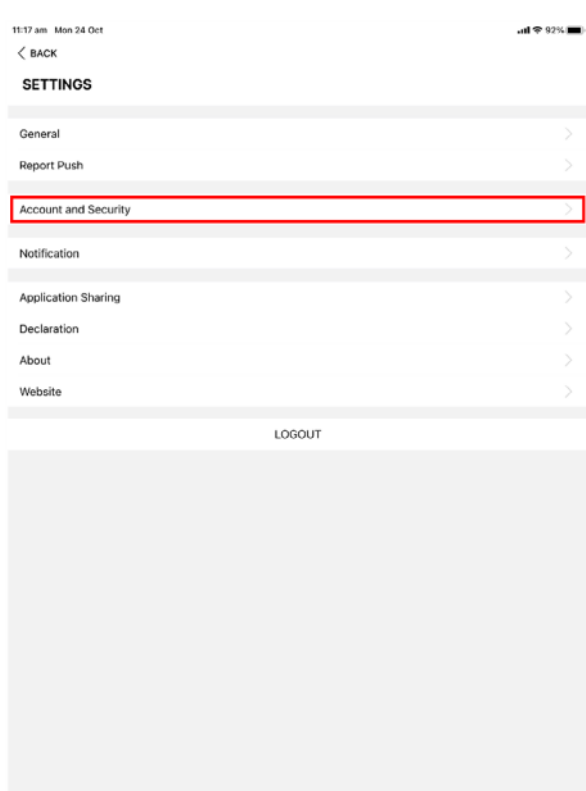 11:17 am Mon 24 Oct 92%
BACK
SETTINGS
General
Report Push
Account and Security
Notification
Application Sharing
Declaration
About
Website
LOGOUT